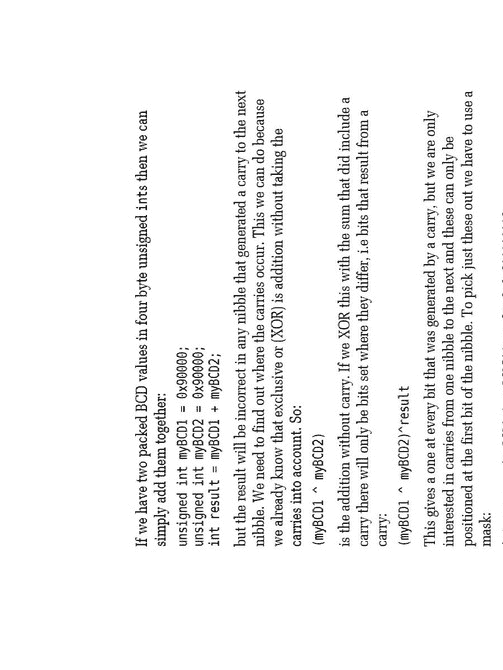 If we have two packed BCD values in four byte unsigned ints then we can
simply add them together:
unsigned int myBCD1 = 0x90000;
unsigned int myBCD2 = 0x90000;
int result = myBCD1 + myBCD2;
but the result will be incorrect in any nibble that generated a carry to the next
nibble. We need to find out where the carries occur. This we can do because
we already know that exclusive or (XOR) is addition without taking the
carries into account. So:
(myBCD1 ^ myBCD2)
is the addition without carry. If we XOR this with the sum that did include a
carry there will only be bits set where they differ, i.e bits that result from a
carry:
(myBCD1 ^ myBCD2)^result
This gives a one at every bit that was generated by a carry, but we are only
interested in carries from one nibble to the next and these can only be
positioned at the first bit of the nibble. To pick just these out we have to use a
mask: